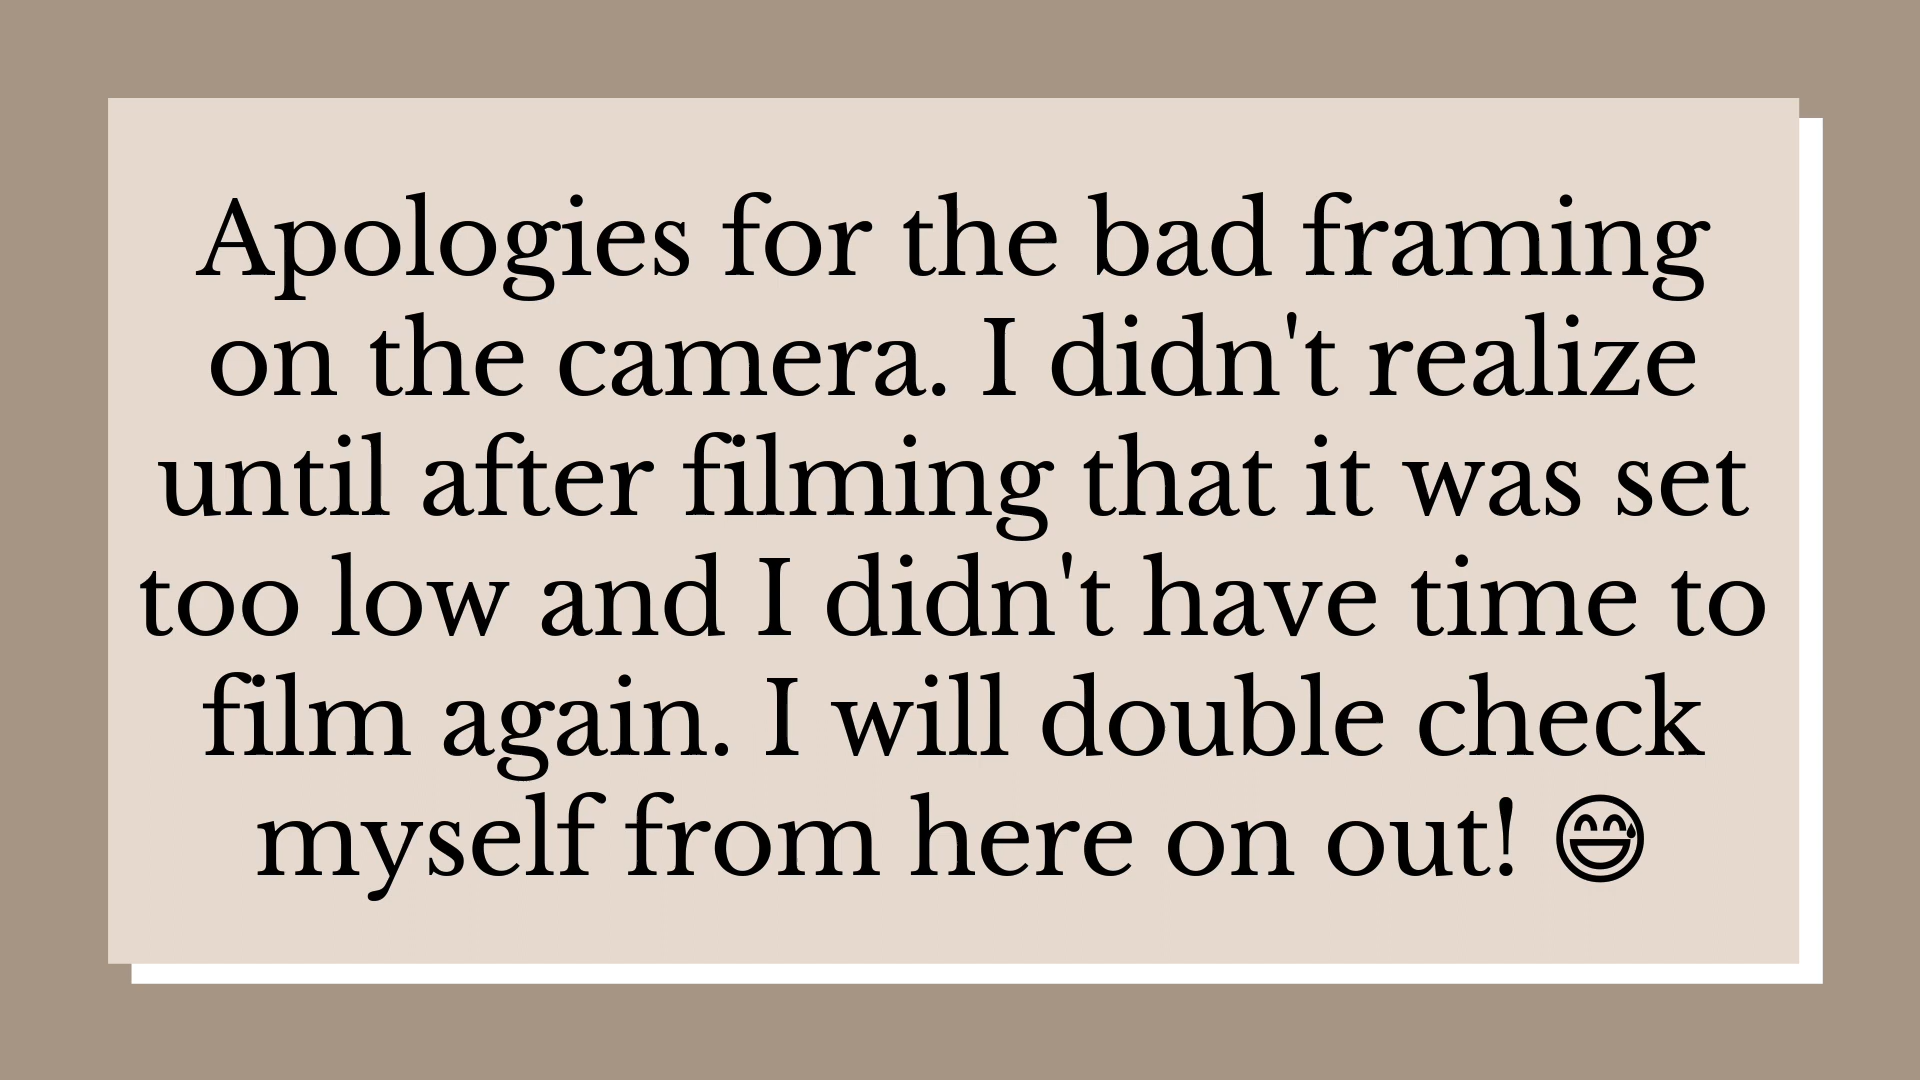 Apologies for the bad framing
on the camera. I didn't realize
until after filming that it was set
too low and I didn't have time to
film again. I will double check
myself from here on out! 😅